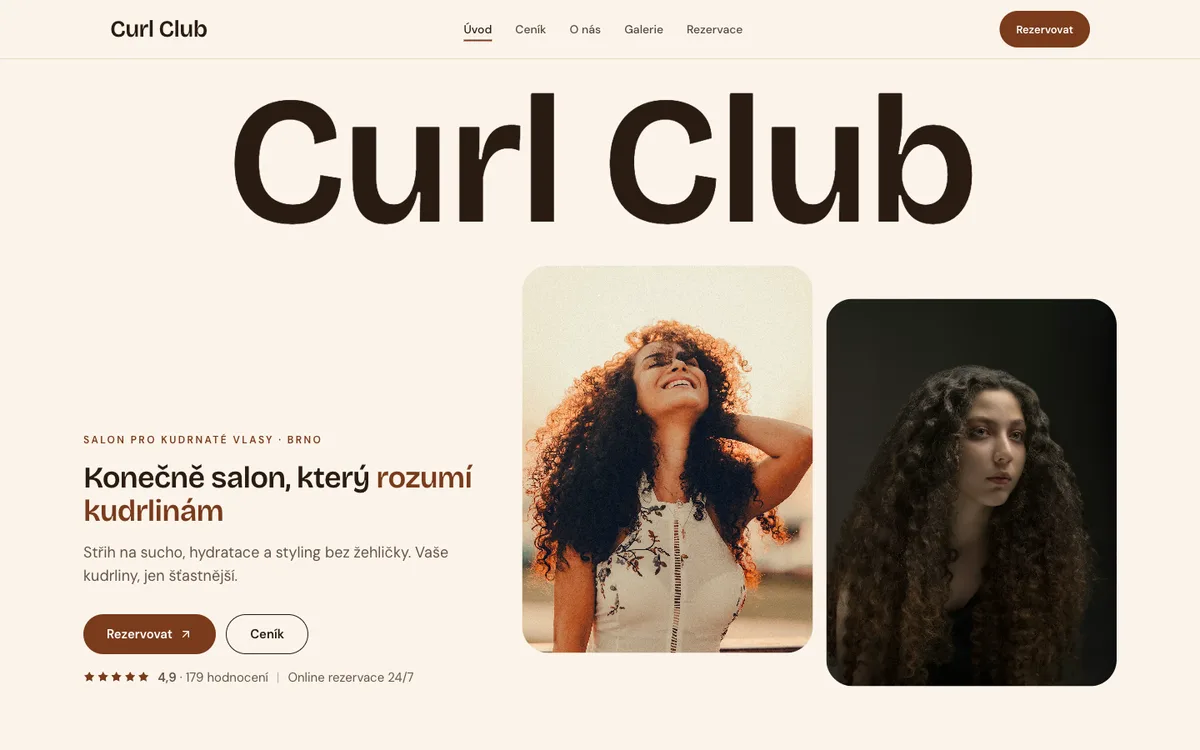 Curl Club
Úvod
Ceník
O nás
Galerie
Rezervace
Rezervovat
Curl Club
SALON PRO KUDRNATÉ VLASY · BRNO
Konečně salon, který rozumí
kudrlinám
Střih na sucho, hydratace a styling bez žehličky. Vaše
kudrliny, jen šťastnější.
Rezervovat
Ceník
4,9 · 179 hodnocení | Online rezervace 24/7